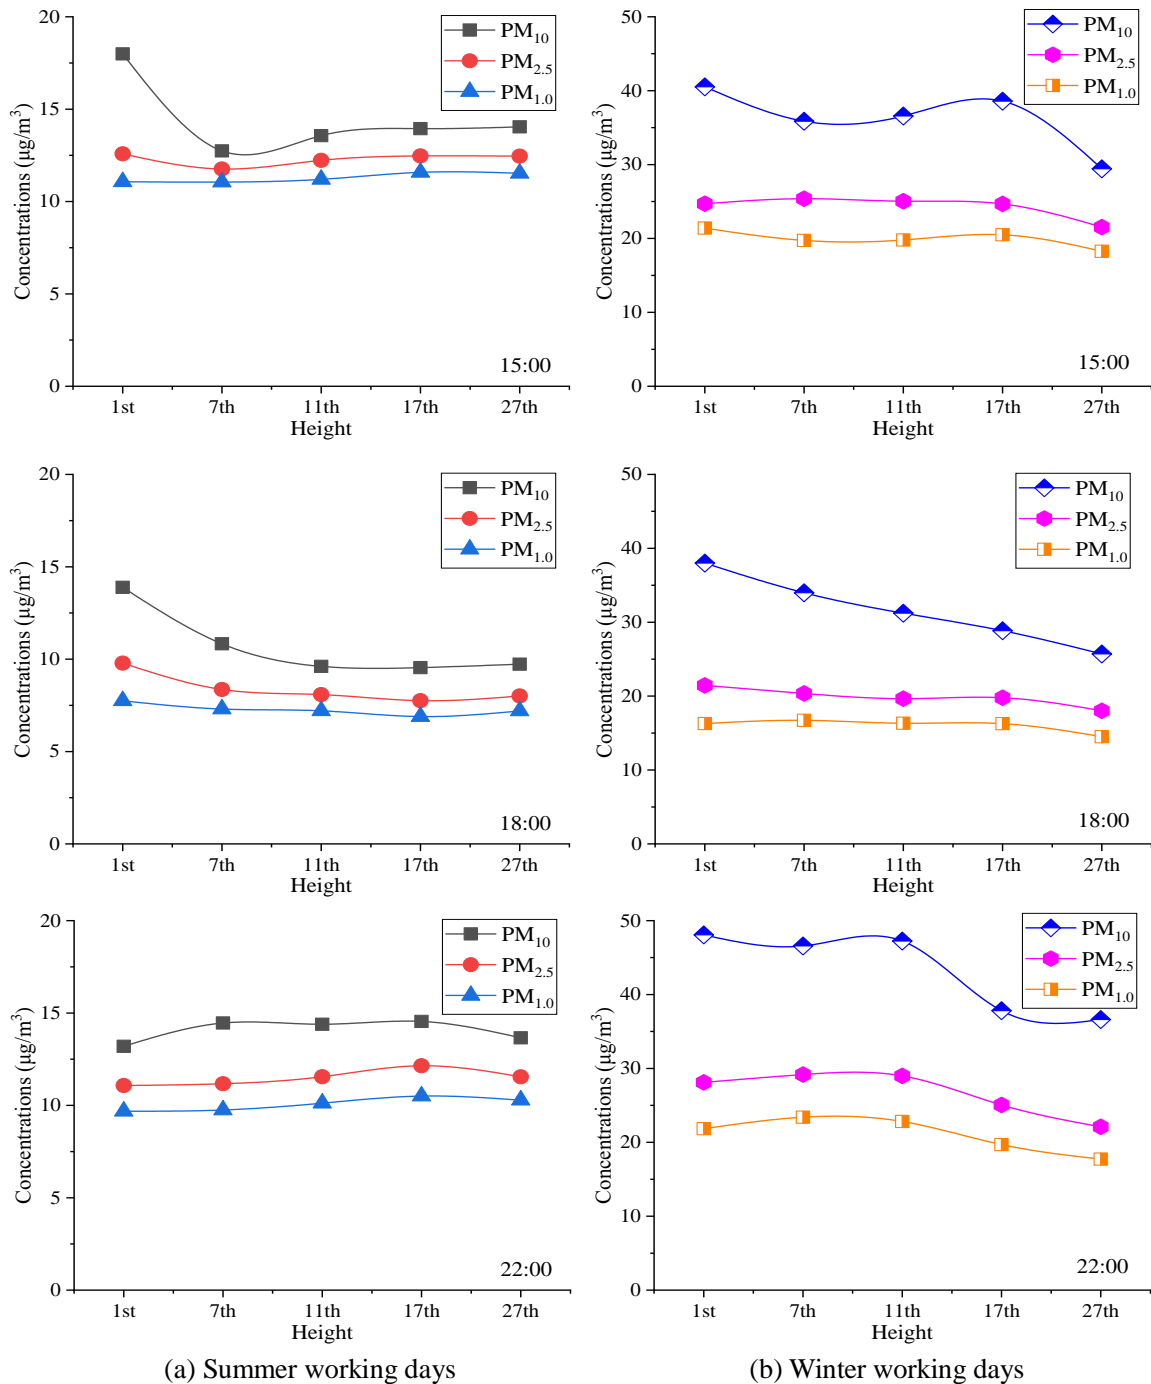 20
15
10
5
0
Concentrations (μg/m³)
PM₁₀
PM₂.₅
PM₁.₀
15:00
1st 7th 11th 17th 27th
Height
50
40
30
20
10
0
Concentrations (μg/m³)
PM₁₀
PM₂.₅
PM₁.₀
15:00
1st 7th 11th 17th 27th
Height
20
15
10
5
0
Concentrations (μg/m³)
PM₁₀
PM₂.₅
PM₁.₀
18:00
1st 7th 11th 17th 27th
Height
50
40
30
20
10
0
Concentrations (μg/m³)
PM₁₀
PM₂.₅
PM₁.₀
18:00
1st 7th 11th 17th 27th
Height
20
15
10
5
0
Concentrations (μg/m³)
PM₁₀
PM₂.₅
PM₁.₀
22:00
1st 7th 11th 17th 27th
Height
50
40
30
20
10
0
Concentrations (μg/m³)
PM₁₀
PM₂.₅
PM₁.₀
22:00
1st 7th 11th 17th 27th
Height
(a) Summer working days
(b) Winter working days